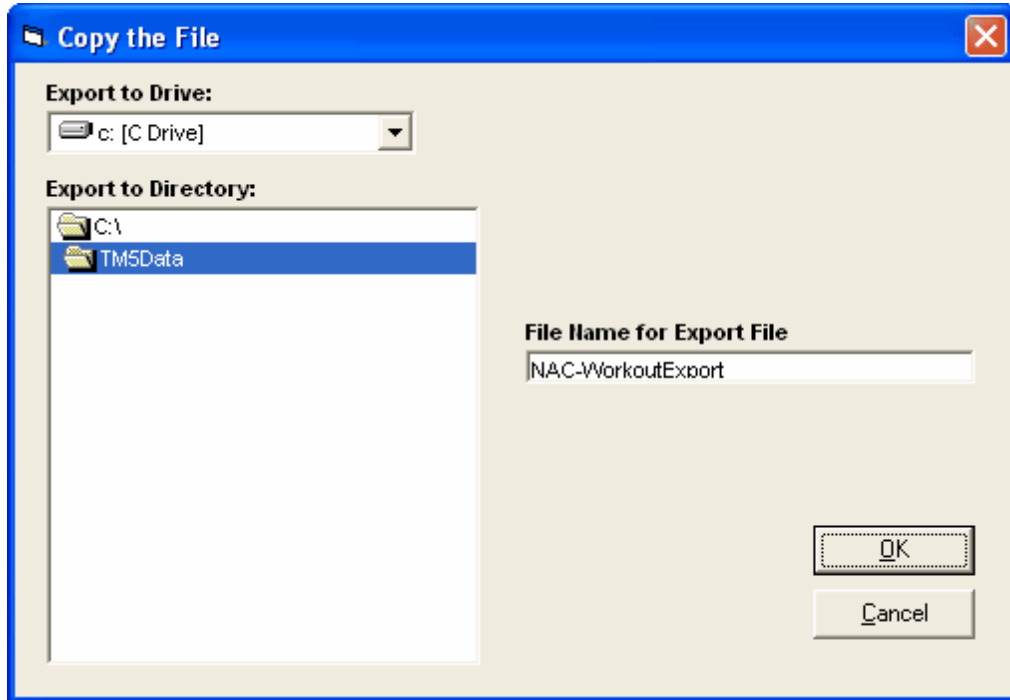 Copy the File
Export to Drive:
c: [C Drive]
Export to Directory:
C:\
TM5Data
File Name for Export File
NAC-WorkoutExport
OK
Cancel